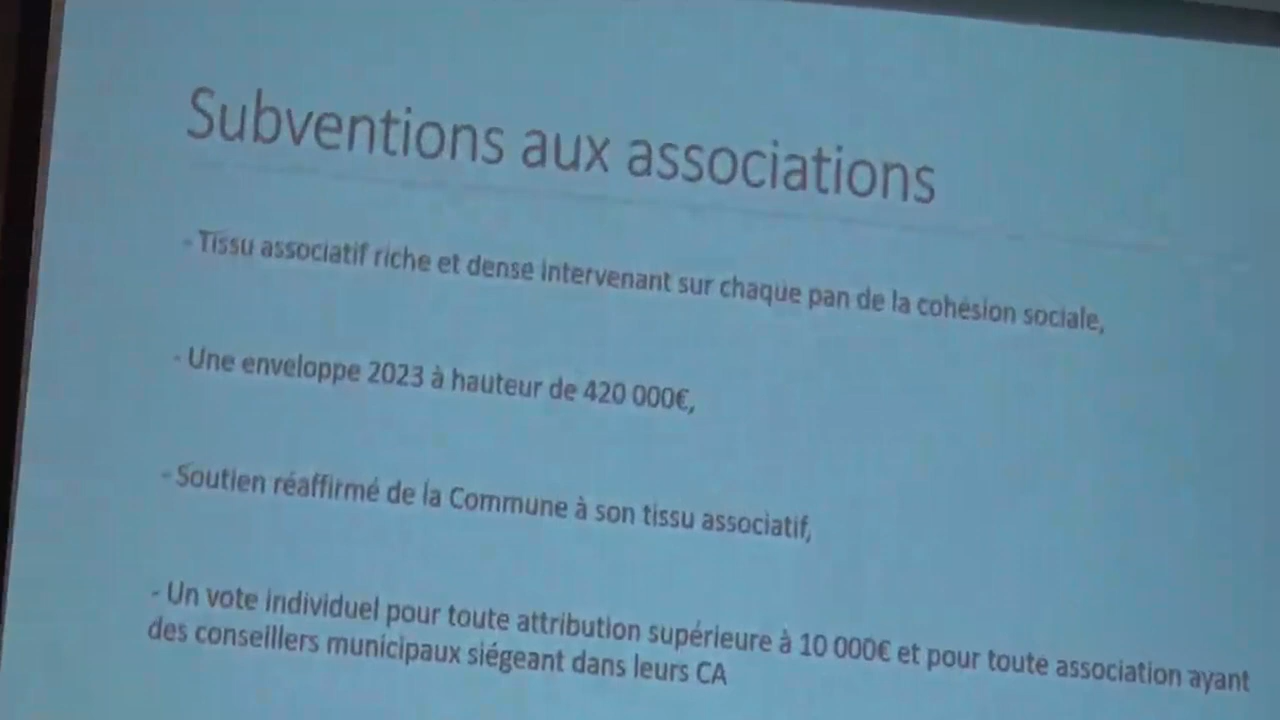 Subventions aux associations
- Tissu associatif riche et dense intervenant sur chaque pan de la cohésion sociale,
- Une enveloppe 2023 à hauteur de 420 000€,
- Soutien réaffirmé de la Commune à son tissu associatif,
- Un vote individuel pour toute attribution supérieure à 10 000€ et pour toute association ayant
des conseillers municipaux siégeant dans leurs CA